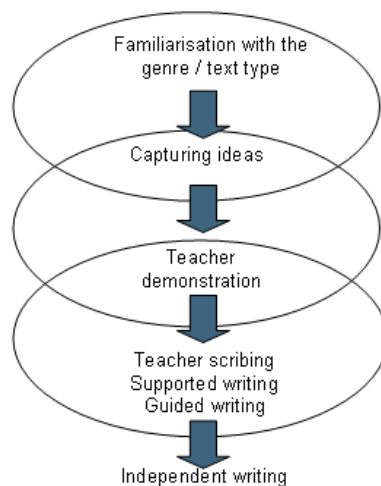 Familiarisation with the
genre / text type
Capturing ideas
Teacher
demonstration
Teacher scribing
Supported writing
Guided writing
Independent writing